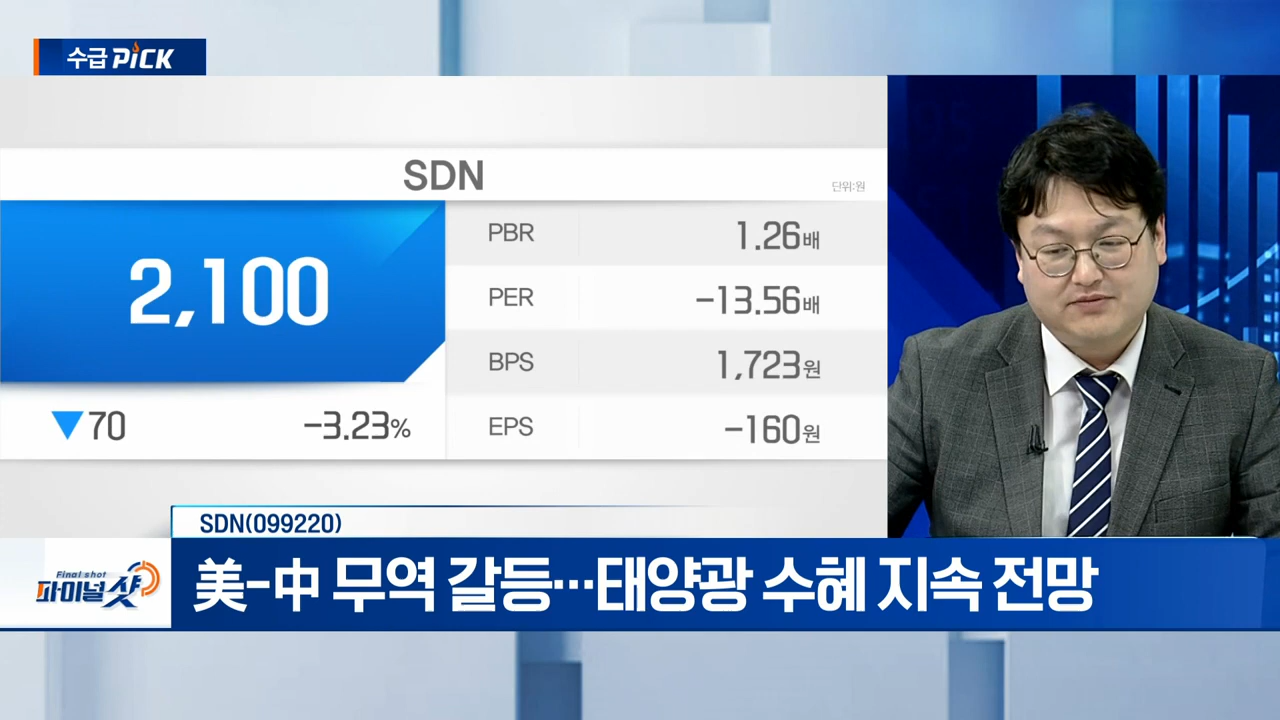 수급 PiCK
SDN
단위:원
2,100
▼70 -3.23%
PBR 1.26배
PER -13.56배
BPS 1,723원
EPS -160원
SDN(099220)
Final shot
파이널 샷
美-中 무역 갈등…태양광 수혜 지속 전망